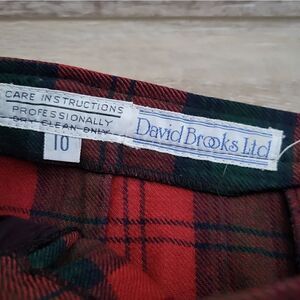 CARE INSTRUCTIONS
PROFESSIONALLY
DRY CLEAN ONLY
10
David Brooks Ltd